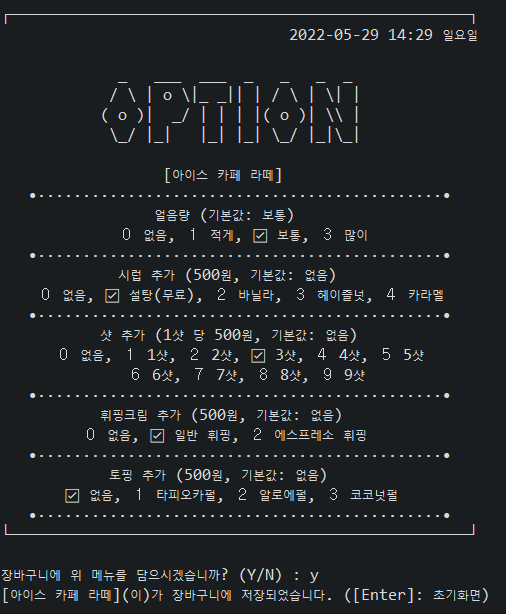 2022-05-29 14:29 일요일
OPTION
[아이스 카페 라떼]
얼음량 (기본값: 보통)
0 없음, 1 적게, ☑ 보통, 3 많이
시럽 추가 (500원, 기본값: 없음)
0 없음, ☑ 설탕(무료), 2 바닐라, 3 헤이즐넛, 4 카라멜
샷 추가 (1샷 당 500원, 기본값: 없음)
0 없음, 1 1샷, 2 2샷, ☑ 3샷, 4 4샷, 5 5샷
6 6샷, 7 7샷, 8 8샷, 9 9샷
휘핑크림 추가 (500원, 기본값: 없음)
0 없음, ☑ 일반 휘핑, 2 에스프레소 휘핑
토핑 추가 (500원, 기본값: 없음)
☑ 없음, 1 타피오카펄, 2 알로에펄, 3 코코넛펄
장바구니에 위 메뉴를 담으시겠습니까? (Y/N) : y
[아이스 카페 라떼](이)가 장바구니에 저장되었습니다. ([Enter]: 초기화면)